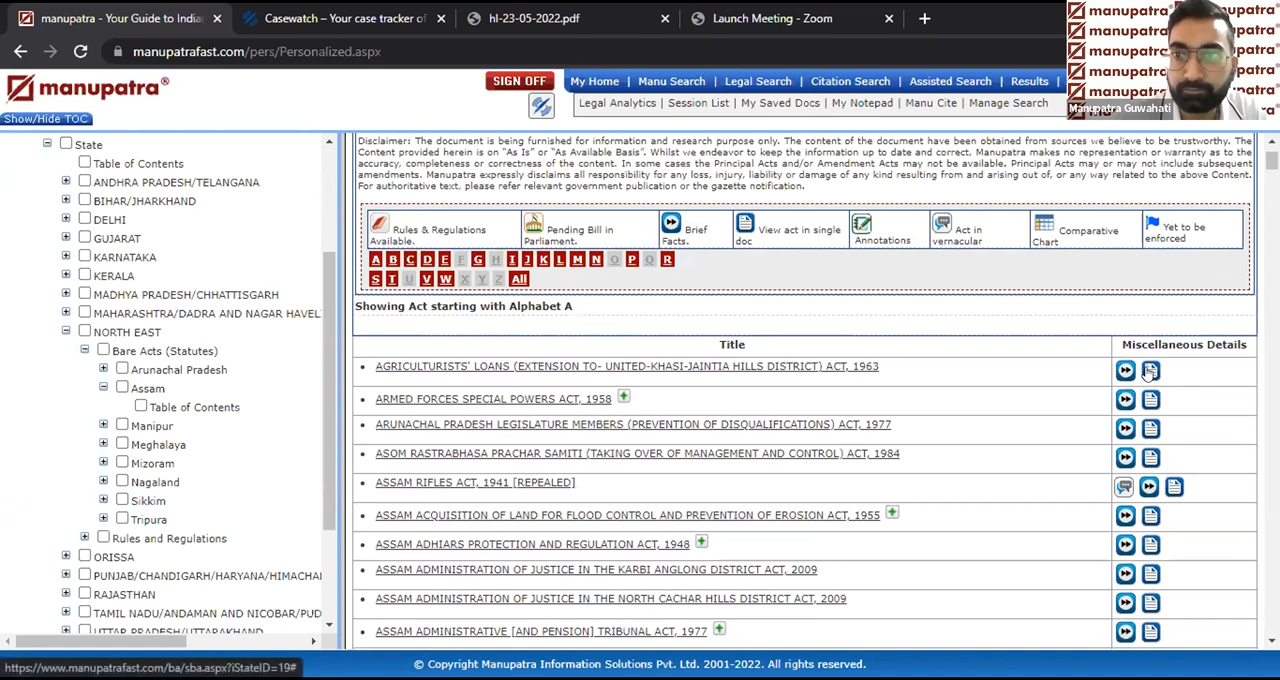 manupatra - Your Guide to India
Casewatch – Your case tracker of
hl-23-05-2022.pdf
Launch Meeting - Zoom
manupatrafast.com/pers/Personalized.aspx
manupatra
manupatra
manupatra
manupatra
manupatra
Manupatra Guwahati
manupatra®
SIGN OFF
My Home | Manu Search | Legal Search | Citation Search | Assisted Search | Results |
Legal Analytics | Session List | My Saved Docs | My Notepad | Manu Cite | Manage Search
Show/Hide TOC
State
Table of Contents
ANDHRA PRADESH/TELANGANA
BIHAR/JHARKHAND
DELHI
GUJARAT
KARNATAKA
KERALA
MADHYA PRADESH/CHHATTISGARH
MAHARASHTRA/DADRA AND NAGAR HAVEL
NORTH EAST
Bare Acts (Statutes)
Arunachal Pradesh
Assam
Table of Contents
Manipur
Meghalaya
Mizoram
Nagaland
Sikkim
Tripura
Rules and Regulations
ORISSA
PUNJAB/CHANDIGARH/HARYANA/HIMACHA
RAJASTHAN
TAMIL NADU/ANDAMAN AND NICOBAR/PUD
UTTAR PRADESH/UTTARAKHAND
Disclaimer: The document is being furnished for information and research purpose only. The content of the document have been obtained from sources we believe to be trustworthy. The
Content provided herein is on “As Is” or “As Available Basis”. Whilst we endeavor to keep the information up to date and correct, Manupatra makes no representation or warranty as to the
accuracy, completeness or correctness of the content. In some cases the Principal Acts and/or Amendment Acts may not be available. Principal Acts may or may not include subsequent
amendments. Manupatra expressly disclaims all responsibility for any loss, injury, liability or damage of any kind resulting from and arising out of, or any way related to the above Content.
For authoritative text, please refer relevant government publication or the gazette notification.
Rules & Regulations Available.
Pending Bill in Parliament.
Brief Facts.
View act in single doc
Annotations
Act in vernacular
Comparative Chart
Yet to be enforced
A B C D E F G H I J K L M N O P Q R
S T U V W X Y Z All
Showing Act starting with Alphabet A
Title
Miscellaneous Details
• AGRICULTURISTS' LOANS (EXTENSION TO- UNITED-KHASI-JAINTIA HILLS DISTRICT) ACT, 1963
• ARMED FORCES SPECIAL POWERS ACT, 1958
• ARUNACHAL PRADESH LEGISLATURE MEMBERS (PREVENTION OF DISQUALIFICATIONS) ACT, 1977
• ASOM RASTRABHASA PRACHAR SAMITI (TAKING OVER OF MANAGEMENT AND CONTROL) ACT, 1984
• ASSAM RIFLES ACT, 1941 [REPEALED]
• ASSAM ACQUISITION OF LAND FOR FLOOD CONTROL AND PREVENTION OF EROSION ACT, 1955
• ASSAM ADHIARS PROTECTION AND REGULATION ACT, 1948
• ASSAM ADMINISTRATION OF JUSTICE IN THE KARBI ANGLONG DISTRICT ACT, 2009
• ASSAM ADMINISTRATION OF JUSTICE IN THE NORTH CACHAR HILLS DISTRICT ACT, 2009
• ASSAM ADMINISTRATIVE [AND PENSION] TRIBUNAL ACT, 1977
https://www.manupatrafast.com/ba/sba.aspx?iStateID=19#
© Copyright Manupatra Information Solutions Pvt. Ltd. 2001-2022. All rights reserved.